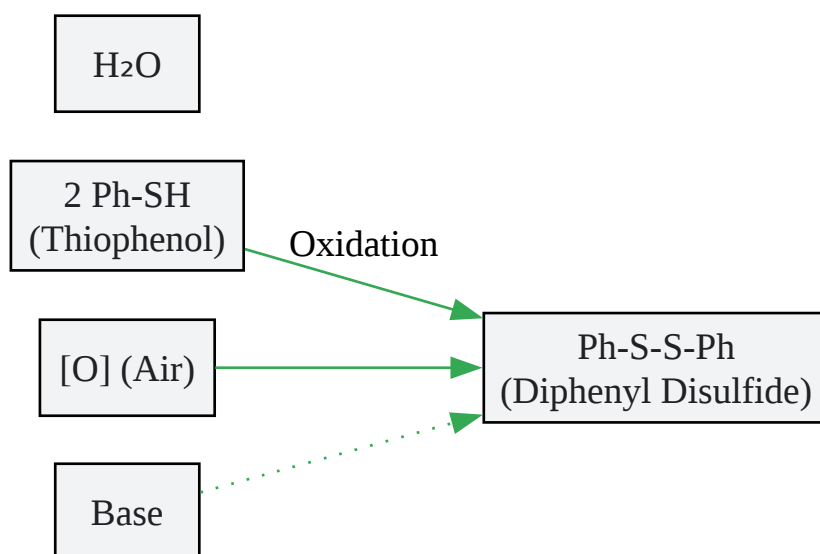 H₂O
2 Ph-SH
(Thiophenol)
Oxidation
[O] (Air)
Ph-S-S-Ph
(Diphenyl Disulfide)
Base